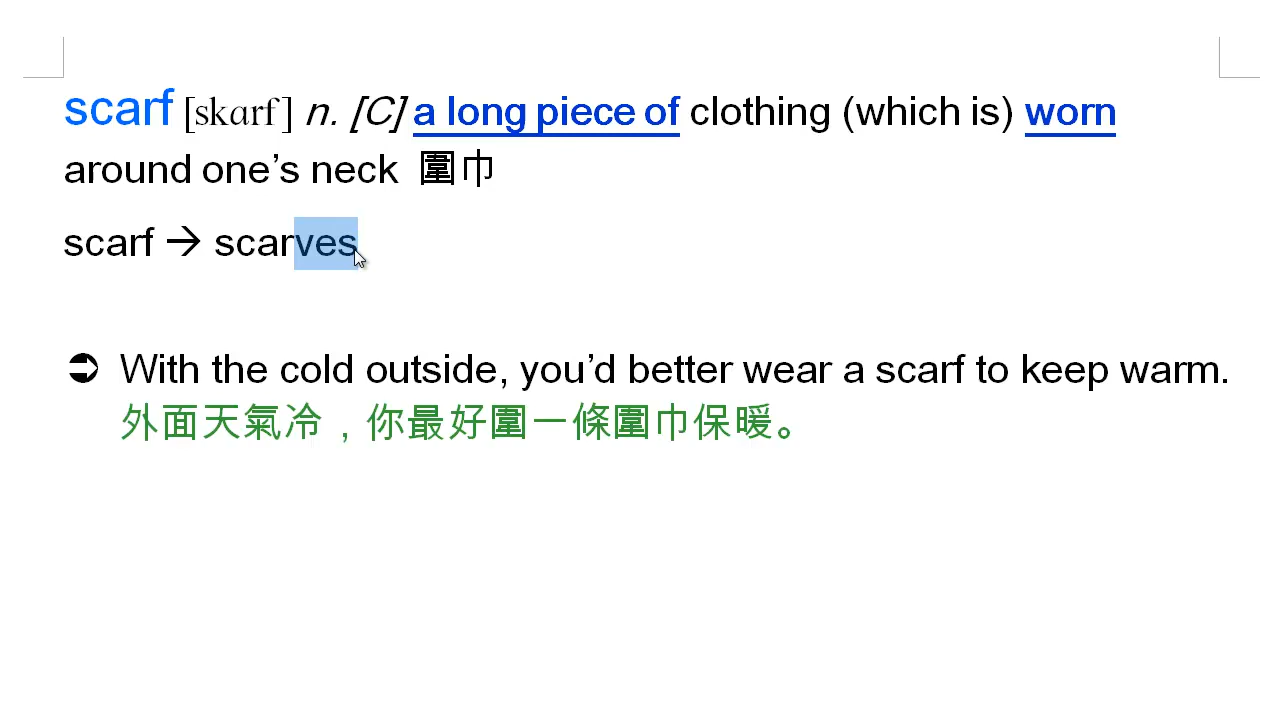 scarf [skɑrf] n. [C] a long piece of clothing (which is) worn
around one’s neck 圍巾
scarf → scarves
➲ With the cold outside, you’d better wear a scarf to keep warm.
外面天氣冷，你最好圍一條圍巾保暖。